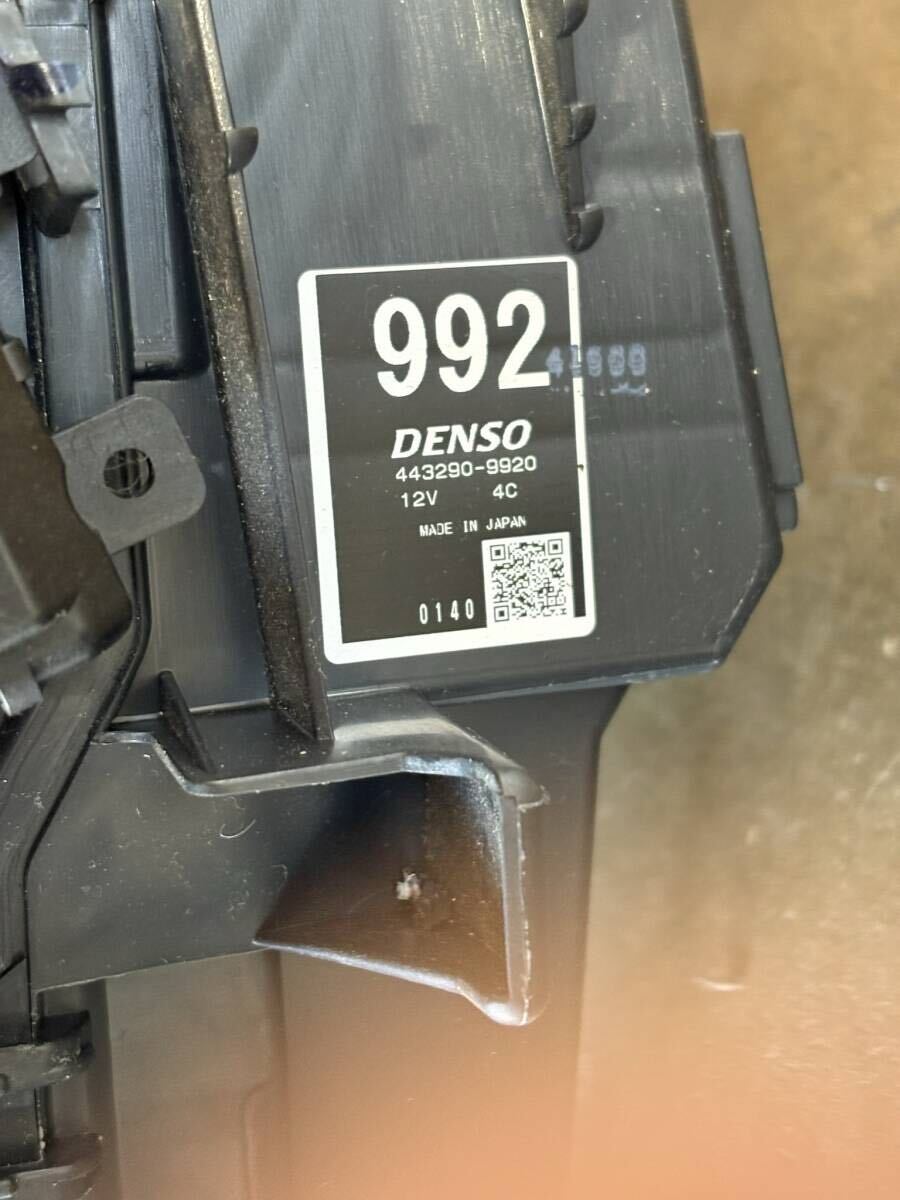 992
DENSO
443290-9920
12V 4C
MADE IN JAPAN
0140